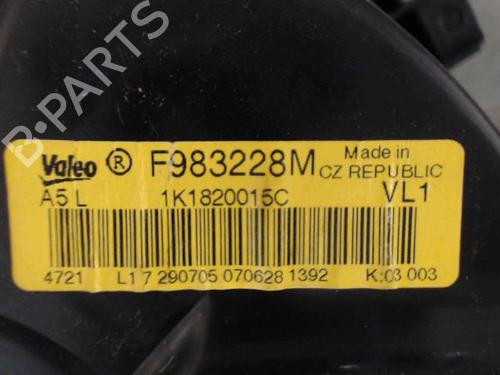 B-PARTS
Valeo ® F983228M Made in
CZ REPUBLIC
A5 L 1K1820015C VL1
4721 L1 7 290705 070628 1392 K:03 003